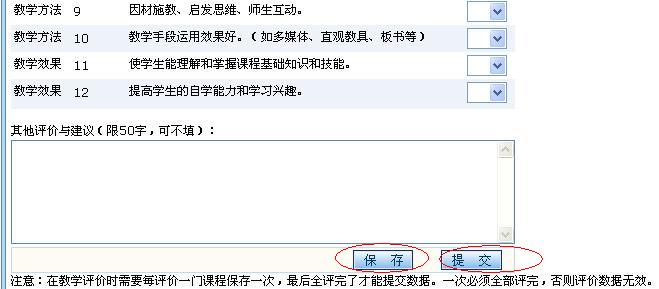 教学方法 9 因材施教、启发思维、师生互动。
教学方法 10 教学手段运用效果好。(如多媒体、直观教具、板书等)
教学效果 11 使学生能理解和掌握课程基础知识和技能。
教学效果 12 提高学生的自学能力和学习兴趣。
其他评价与建议(限50字,可不填):
保 存 提 交
注意:在教学评价时需要每评价一门课程保存一次,最后全评完了才能提交数据。一次必须全部评完,否则评价数据无效。